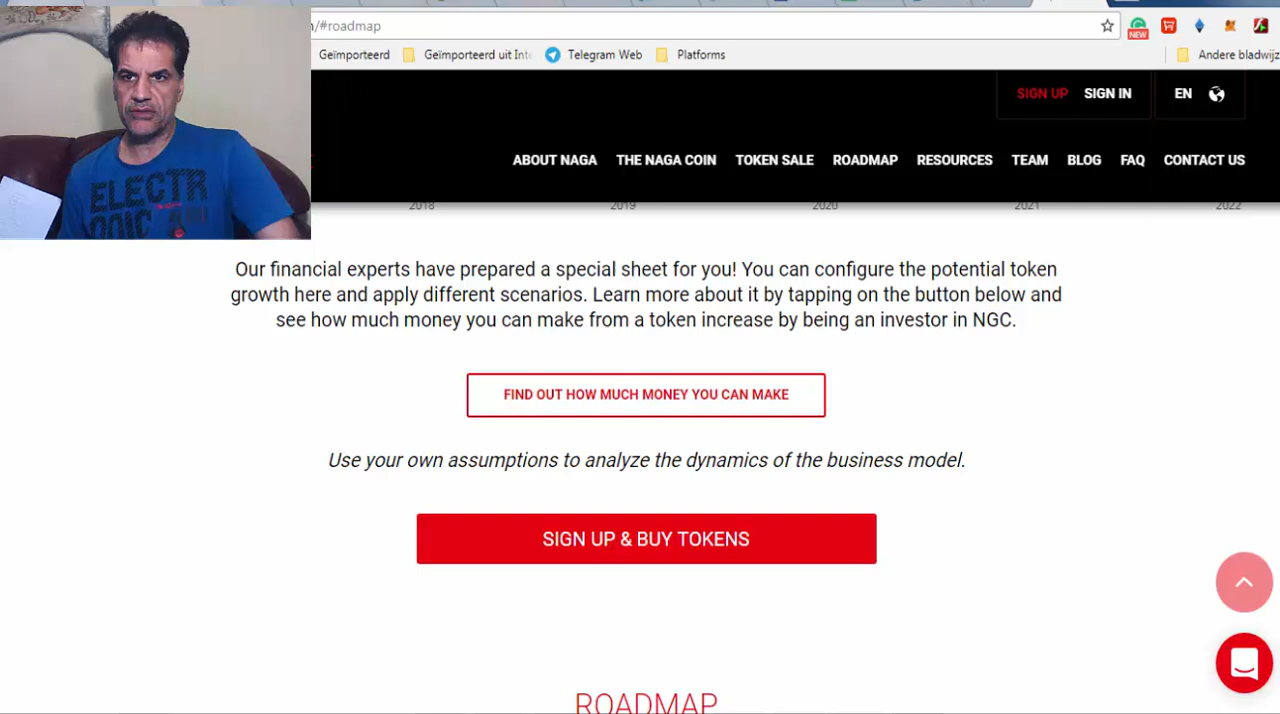 /#roadmap
NEW
Geïmporteerd
Geïmporteerd uit Inte
Telegram Web
Platforms
Andere bladwijz
SIGN UP
SIGN IN
EN
ABOUT NAGA
THE NAGA COIN
TOKEN SALE
ROADMAP
RESOURCES
TEAM
BLOG
FAQ
CONTACT US
ELECTR
2018
2019
2020
2021
2022
Our financial experts have prepared a special sheet for you! You can configure the potential token
growth here and apply different scenarios. Learn more about it by tapping on the button below and
see how much money you can make from a token increase by being an investor in NGC.
FIND OUT HOW MUCH MONEY YOU CAN MAKE
Use your own assumptions to analyze the dynamics of the business model.
SIGN UP & BUY TOKENS
ROADMAP